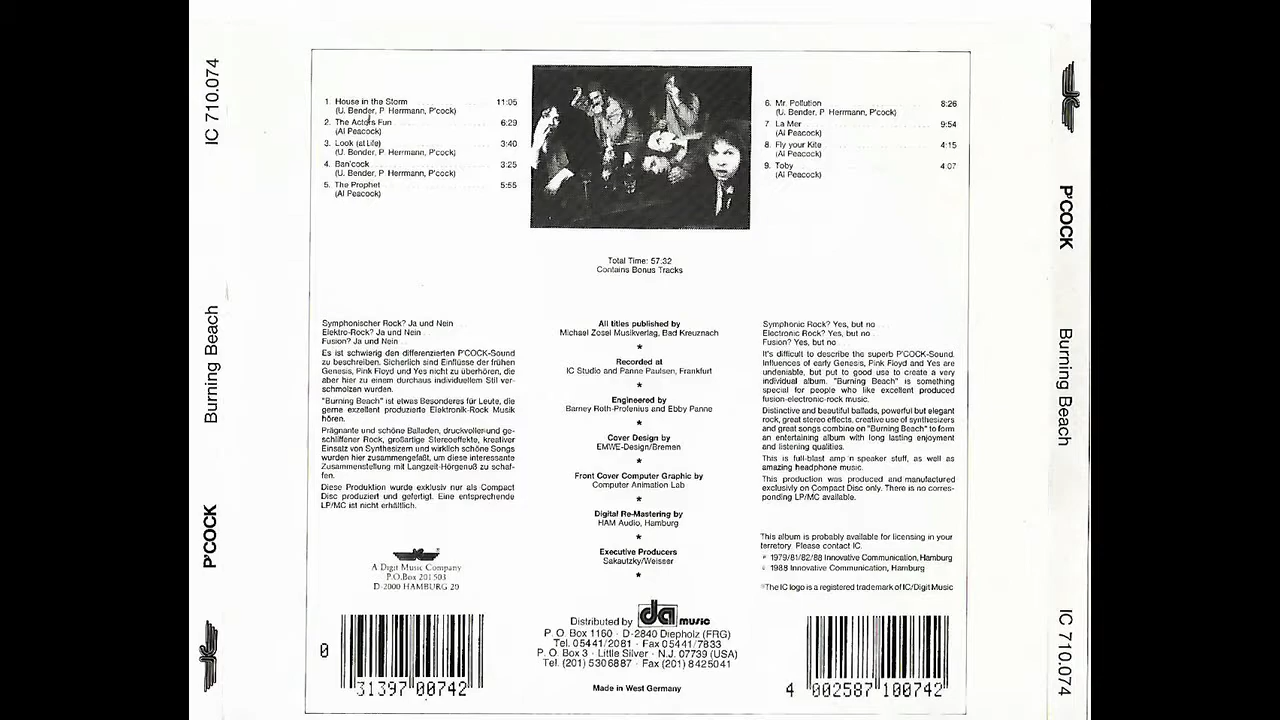 IC 710.074
Burning Beach
P'COCK
1. House in the Storm 11:05
(U. Bender, P. Herrmann, P'cock)
2. The Actors Fun 6:29
(Al Peacock)
3. Look (at Life) 3:40
(U. Bender, P. Herrmann, P'cock)
4. Ban'cock 3:25
(U. Bender, P. Herrmann, P'cock)
5. The Prophet 5:55
(Al Peacock)
6. Mr. Pollution 8:26
(U. Bender, P. Herrmann, P'cock)
7. La Mer 9:54
(Al Peacock)
8. Fly your Kite 4:15
(Al Peacock)
9. Toby 4:07
(Al Peacock)
Total Time: 57:32
Contains Bonus Tracks
Symphonischer Rock? Ja und Nein ...
Elektro-Rock? Ja und Nein ...
Fusion? Ja und Nein ...
Es ist schwierig den differenzierten P'COCK-Sound
zu beschreiben. Sicherlich sind Einflüsse der frühen
Genesis, Pink Floyd und Yes nicht zu überhören, die
aber hier zu einem durchaus individuellem Stil ver-
schmolzen wurden.
"Burning Beach" ist etwas Besonderes für Leute, die
gerne exzellent produzierte Elektronik-Rock Musik
hören.
Prägnante und schöne Balladen, druckvoller und ge-
schliffener Rock, großartige Stereoeffekte, kreativer
Einsatz von Synthesizern und wirklich schöne Songs
wurden hier zusammengefaßt, um diese interessante
Zusammenstellung mit Langzeit-Hörgenuß zu schaf-
fen.
Diese Produktion wurde exklusiv nur als Compact
Disc produziert und gefertigt. Eine entsprechende
LP/MC ist nicht erhältlich.
A Digit Music Company
P.O.Box 201503
D-2000 HAMBURG 20
0 31397 00742
All titles published by
Michael Zosel Musikverlag, Bad Kreuznach
*
Recorded at
IC Studio and Panne Paulsen, Frankfurt
*
Engineered by
Barney Roth-Profenius and Ebby Panne
*
Cover Design by
EMWE-Design/Bremen
*
Front Cover Computer Graphic by
Computer Animation Lab
*
Digital Re-Mastering by
HAM Audio, Hamburg
*
Executive Producers
Sakautzky/Weisser
*
Distributed by da music
P. O. Box 1160 · D-2840 Diepholz (FRG)
Tel. 05441/2081 · Fax 05441/7833
P. O. Box 3 · Little Silver · N.J. 07739 (USA)
Tel. (201) 5306887 · Fax (201) 8425041
Made in West Germany
Symphonic Rock? Yes, but no ...
Electronic Rock? Yes, but no ...
Fusion? Yes, but no ...
It's difficult to describe the superb P'COCK-Sound.
Influences of early Genesis, Pink Floyd and Yes are
undeniable, but put to good use to create a very
individual album. "Burning Beach" is something
special for people who like excellent produced
fusion-electronic-rock music.
Distinctive and beautiful ballads, powerful but elegant
rock, great stereo effects, creative use of synthesizers
and great songs combine on "Burning Beach" to form
an entertaining album with long lasting enjoyment
and listening qualities.
This is full-blast amp'n speaker stuff, as well as
amazing headphone music.
This production was produced and manufactured
exclusivly on Compact Disc only. There is no corres-
ponding LP/MC available.
This album is probably available for licensing in your
terretory. Please contact IC.
℗ 1979/81/82/88 Innovative Communication, Hamburg
© 1988 Innovative Communication, Hamburg
®The IC logo is a registered trademark of IC/Digit Music
4 002587 100742
P'COCK
Burning Beach
IC 710.074